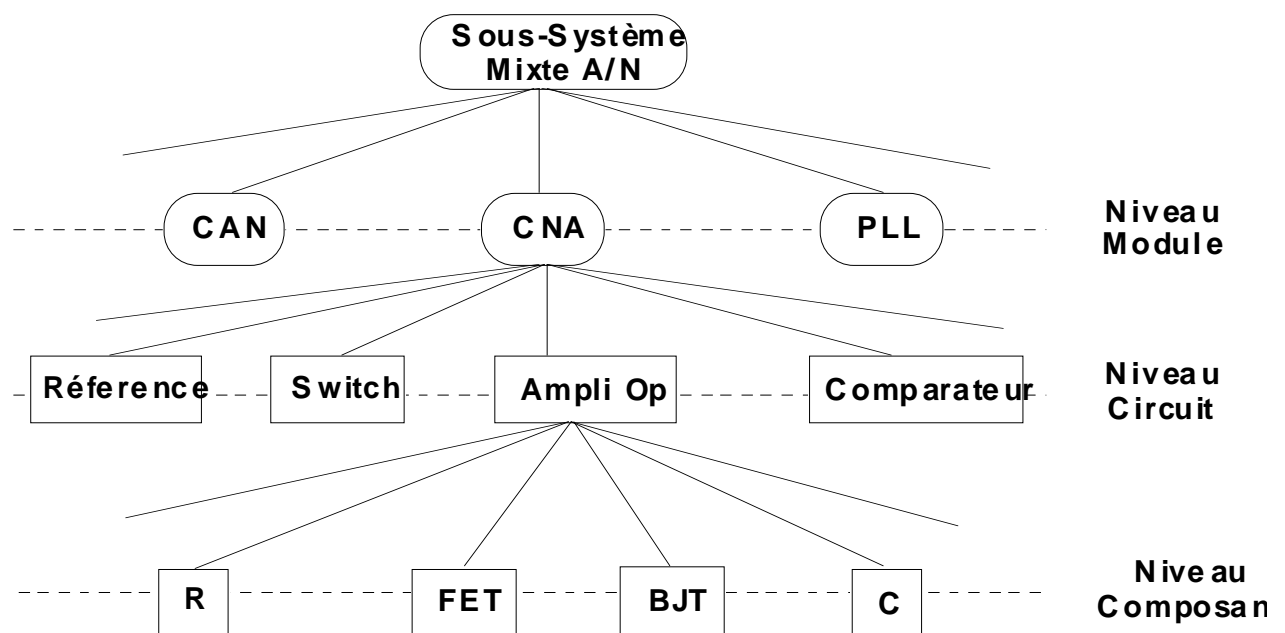 Sous-Système
Mixte A/N
CAN
CNA
PLL
Niveau
Module
Réference
Switch
Ampli Op
Comparateur
Niveau
Circuit
R
FET
BJT
C
Niveau
Composan